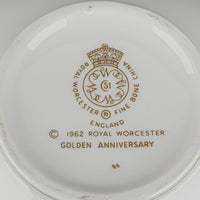 ROYAL WORCESTER ® FINE BONE CHINA
51
ENGLAND
© 1962 ROYAL WORCESTER
GOLDEN ANNIVERSARY